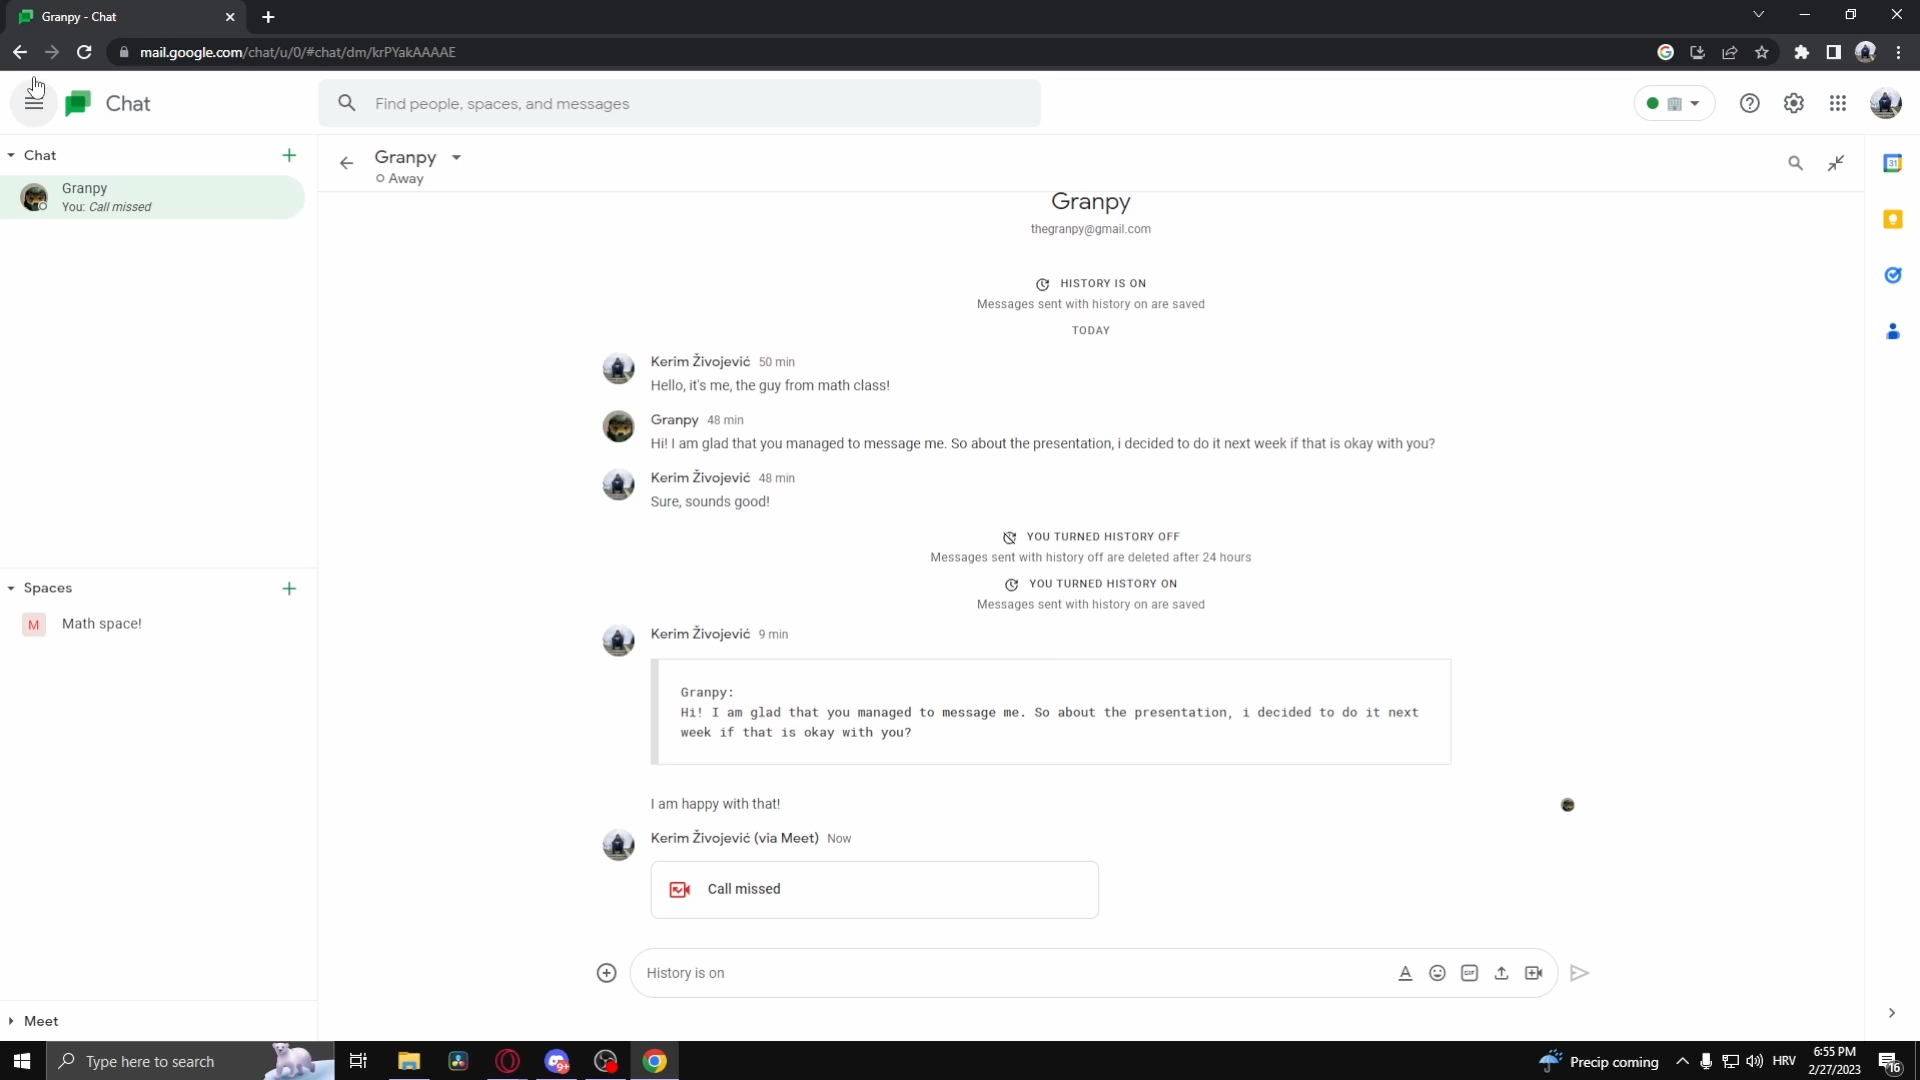 Granpy - Chat
mail.google.com/chat/u/0/#chat/dm/krPYakAAAAE
Chat
Find people, spaces, and messages
Chat
Granpy
You: Call missed
Spaces
M
Math space!
Meet
Granpy
Away
31
Granpy
thegranpy@gmail.com
HISTORY IS ON
Messages sent with history on are saved
TODAY
Kerim Živojević 50 min
Hello, it's me, the guy from math class!
Granpy 48 min
Hi! I am glad that you managed to message me. So about the presentation, i decided to do it next week if that is okay with you?
Kerim Živojević 48 min
Sure, sounds good!
YOU TURNED HISTORY OFF
Messages sent with history off are deleted after 24 hours
YOU TURNED HISTORY ON
Messages sent with history on are saved
Kerim Živojević 9 min
Granpy:
Hi! I am glad that you managed to message me. So about the presentation, i decided to do it next
week if that is okay with you?
I am happy with that!
Kerim Živojević (via Meet) Now
Call missed
History is on
GIF
Type here to search
9+
Precip coming
HRV
6:55 PM
2/27/2023
16